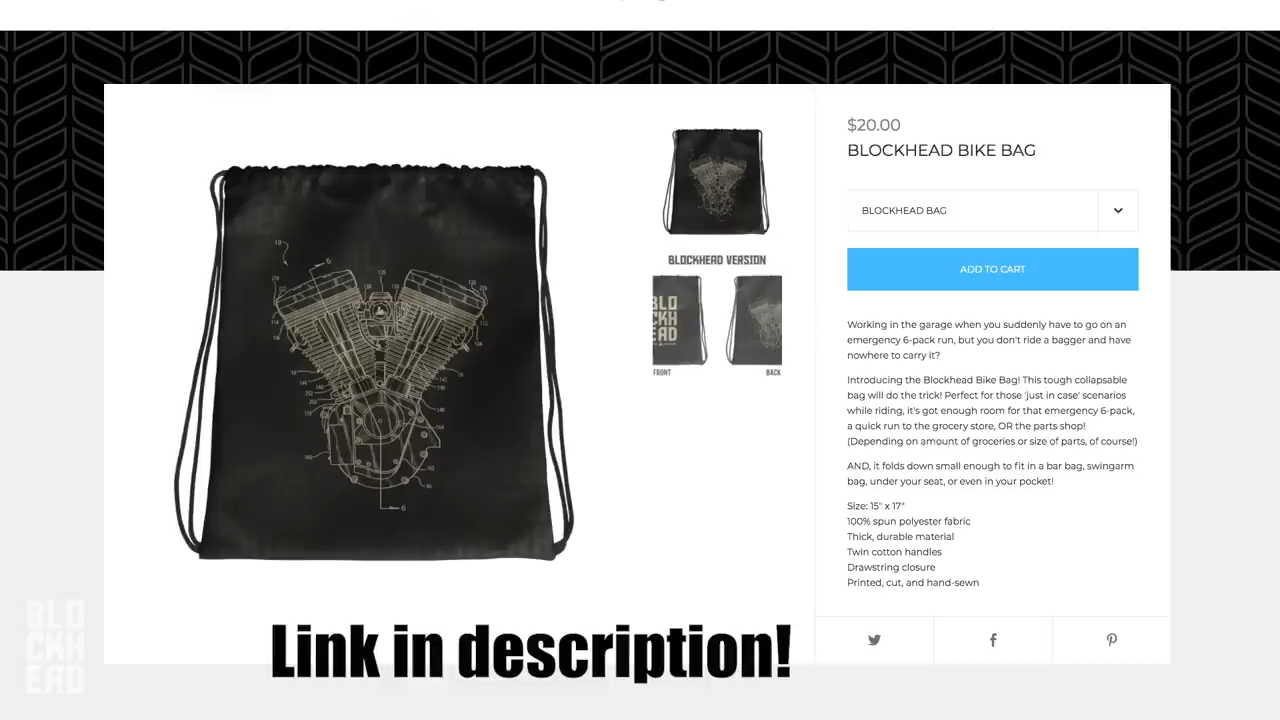 $20.00
BLOCKHEAD BIKE BAG
BLOCKHEAD BAG
ADD TO CART
BLOCKHEAD VERSION
FRONT
BACK
Working in the garage when you suddenly have to go on an
emergency 6-pack run, but you don't ride a bagger and have
nowhere to carry it?
Introducing the Blockhead Bike Bag! This tough collapsable
bag will do the trick! Perfect for those 'just in case' scenarios
while riding, it's got enough room for that emergency 6-pack,
a quick run to the grocery store, OR the parts shop!
(Depending on amount of groceries or size of parts, of course!)
AND, it folds down small enough to fit in a bar bag, swingarm
bag, under your seat, or even in your pocket!
Size: 15" x 17"
100% spun polyester fabric
Thick, durable material
Twin cotton handles
Drawstring closure
Printed, cut, and hand-sewn
Link in description!
BLO
CKH
EAD